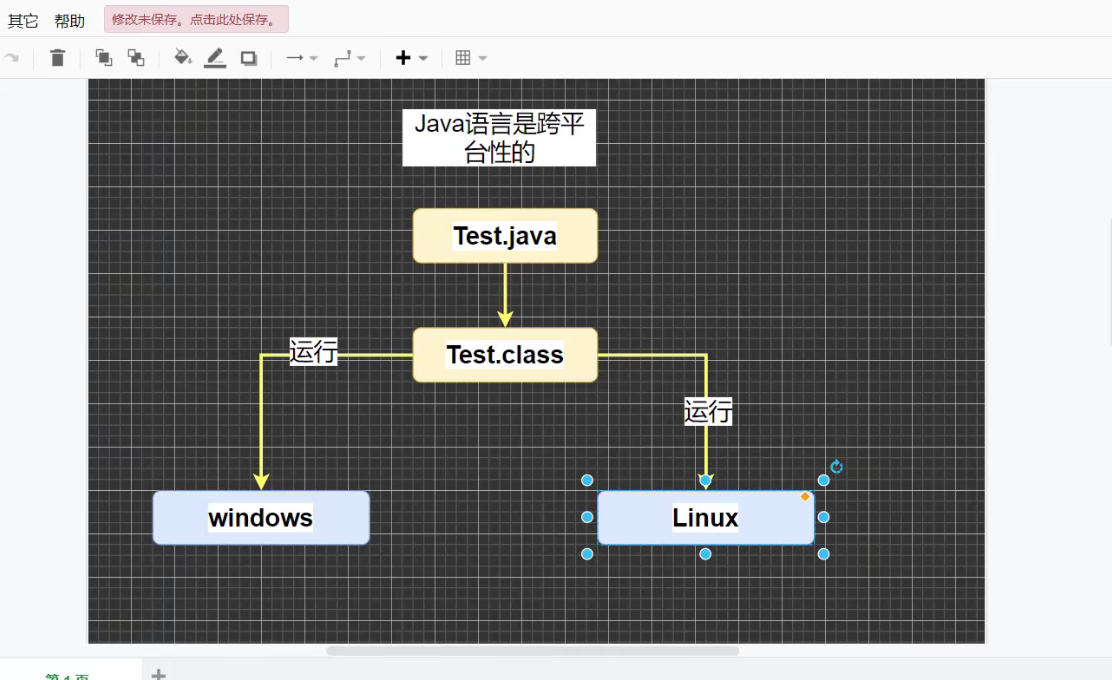 其它 帮助 修改未保存。点击此处保存。
Java语言是跨平
台性的
Test.java
Test.class
运行
运行
windows
Linux
第 1 页